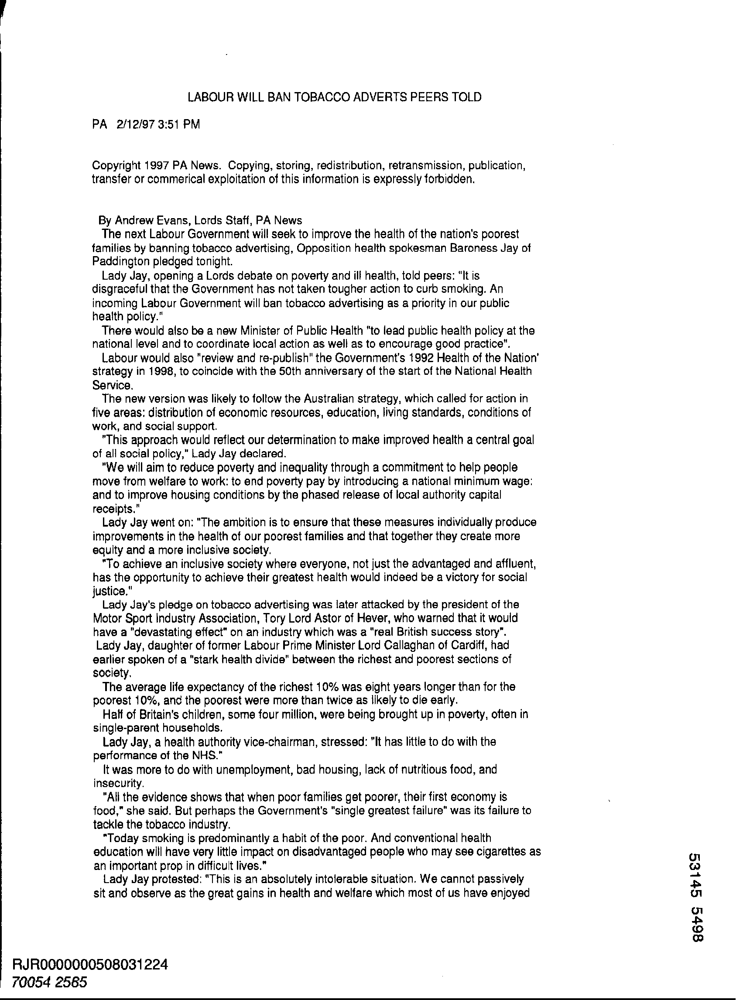 LABOUR WILL BAN TOBACCO ADVERTS PEERS TOLD
PA 2/12/97 3:51 PM
Copyright 1997 PA News. Copying, storing, redistribution, retransmission, publication,
transfer or commerical exploitation of this information is expressly forbidden.
By Andrew Evans, Lords Staff, PA News
The next Labour Government will seek to improve the health of the nation's poorest
families by banning tobacco advertising, Opposition health spokesman Baroness Jay of
Paddington pledged tonight.
Lady Jay, opening a Lords debate on poverty and ill health, told peers: "It is
disgraceful that the Government has not taken tougher action to curb smoking. An
incoming Labour Government will ban tobacco advertising as a priority in our public
health policy."
There would also be a new Minister of Public Health "to lead public health policy at the
national level and to coordinate local action as well as to encourage good practice".
Labour would also "review and re-publish" the Government's 1992 Health of the Nation'
strategy in 1998, to coincide with the 50th anniversary of the start of the National Health
Service.
The new version was likely to follow the Australian strategy, which called for action in
five areas: distribution of economic resources, education, living standards, conditions of
work, and social support.
"This approach would reflect our determination to make improved health a central goal
of all social policy," Lady Jay declared.
"We will aim to reduce poverty and inequality through a commitment to help people
move from welfare to work: to end poverty pay by introducing a national minimum wage:
and to improve housing conditions by the phased release of local authority capital
receipts."
Lady Jay went on: "The ambition is to ensure that these measures individually produce
improvements in the health of our poorest families and that together they create more
equity and a more inclusive society.
"To achieve an inclusive society where everyone, not just the advantaged and affluent,
has the opportunity to achieve their greatest health would indeed be a victory for social
justice."
Lady Jay's pledge on tobacco advertising was later attacked by the president of the
Motor Sport Industry Association, Tory Lord Astor of Hever, who warned that it would
have a "devastating effect" on an industry which was a "real British success story".
Lady Jay, daughter of former Labour Prime Minister Lord Callaghan of Cardiff, had
earlier spoken of a "stark health divide" between the richest and poorest sections of
society.
The average life expectancy of the richest 10% was eight years longer than for the
poorest 10%, and the poorest were more than twice as likely to die early.
Half of Britain's children, some four million, were being brought up in poverty, often in
single-parent households.
Lady Jay, a health authority vice-chairman, stressed: "It has little to do with the
performance of the NHS."
It was more to do with unemployment, bad housing, lack of nutritious food, and
insecurity.
"All the evidence shows that when poor families get poorer, their first economy is
food," she said. But perhaps the Government's "single greatest failure" was its failure to
tackle the tobacco industry.
"Today smoking is predominantly a habit of the poor. And conventional health
education will have very little impact on disadvantaged people who may see cigarettes as
an important prop in difficult lives."
Lady Jay protested: "This is an absolutely intolerable situation. We cannot passively
sit and observe as the great gains in health and welfare which most of us have enjoyed
53145 5498
RJR0000000508031224
70054 2565